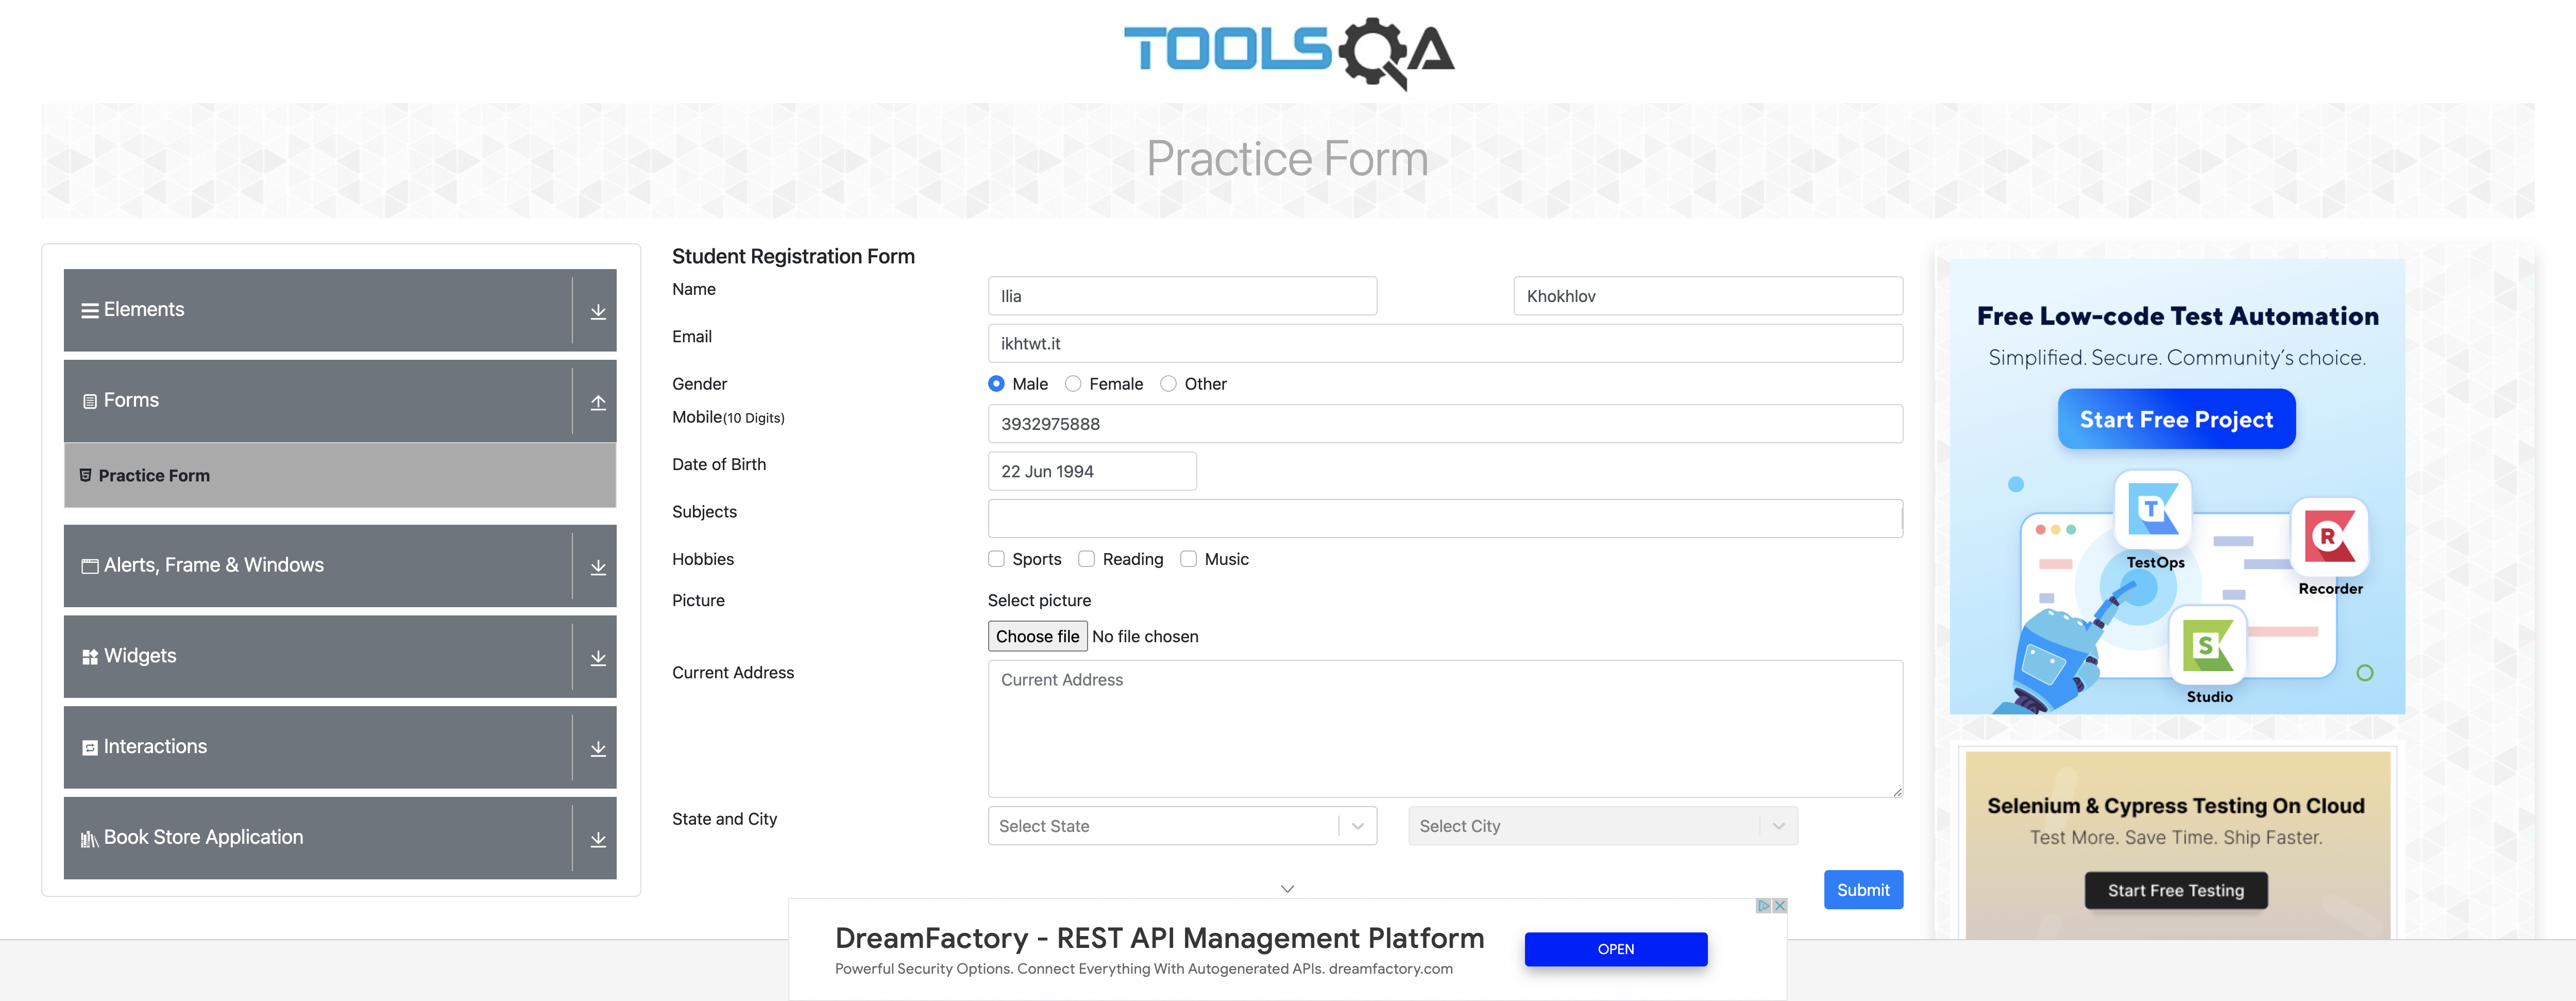 TOOLSQA
Practice Form
Elements
Forms
Practice Form
Alerts, Frame & Windows
Widgets
Interactions
Book Store Application
Student Registration Form
Name
Ilia
Khokhlov
Email
ikhtwt.it
Gender
Male
Female
Other
Mobile(10 Digits)
3932975888
Date of Birth
22 Jun 1994
Subjects
Hobbies
Sports
Reading
Music
Picture
Select picture
Choose file No file chosen
Current Address
Current Address
State and City
Select State
Select City
Submit
Free Low-code Test Automation
Simplified. Secure. Community's choice.
Start Free Project
T
TestOps
R
Recorder
S
Studio
Selenium & Cypress Testing On Cloud
Test More. Save Time. Ship Faster.
Start Free Testing
DreamFactory - REST API Management Platform
Powerful Security Options. Connect Everything With Autogenerated APIs. dreamfactory.com
OPEN